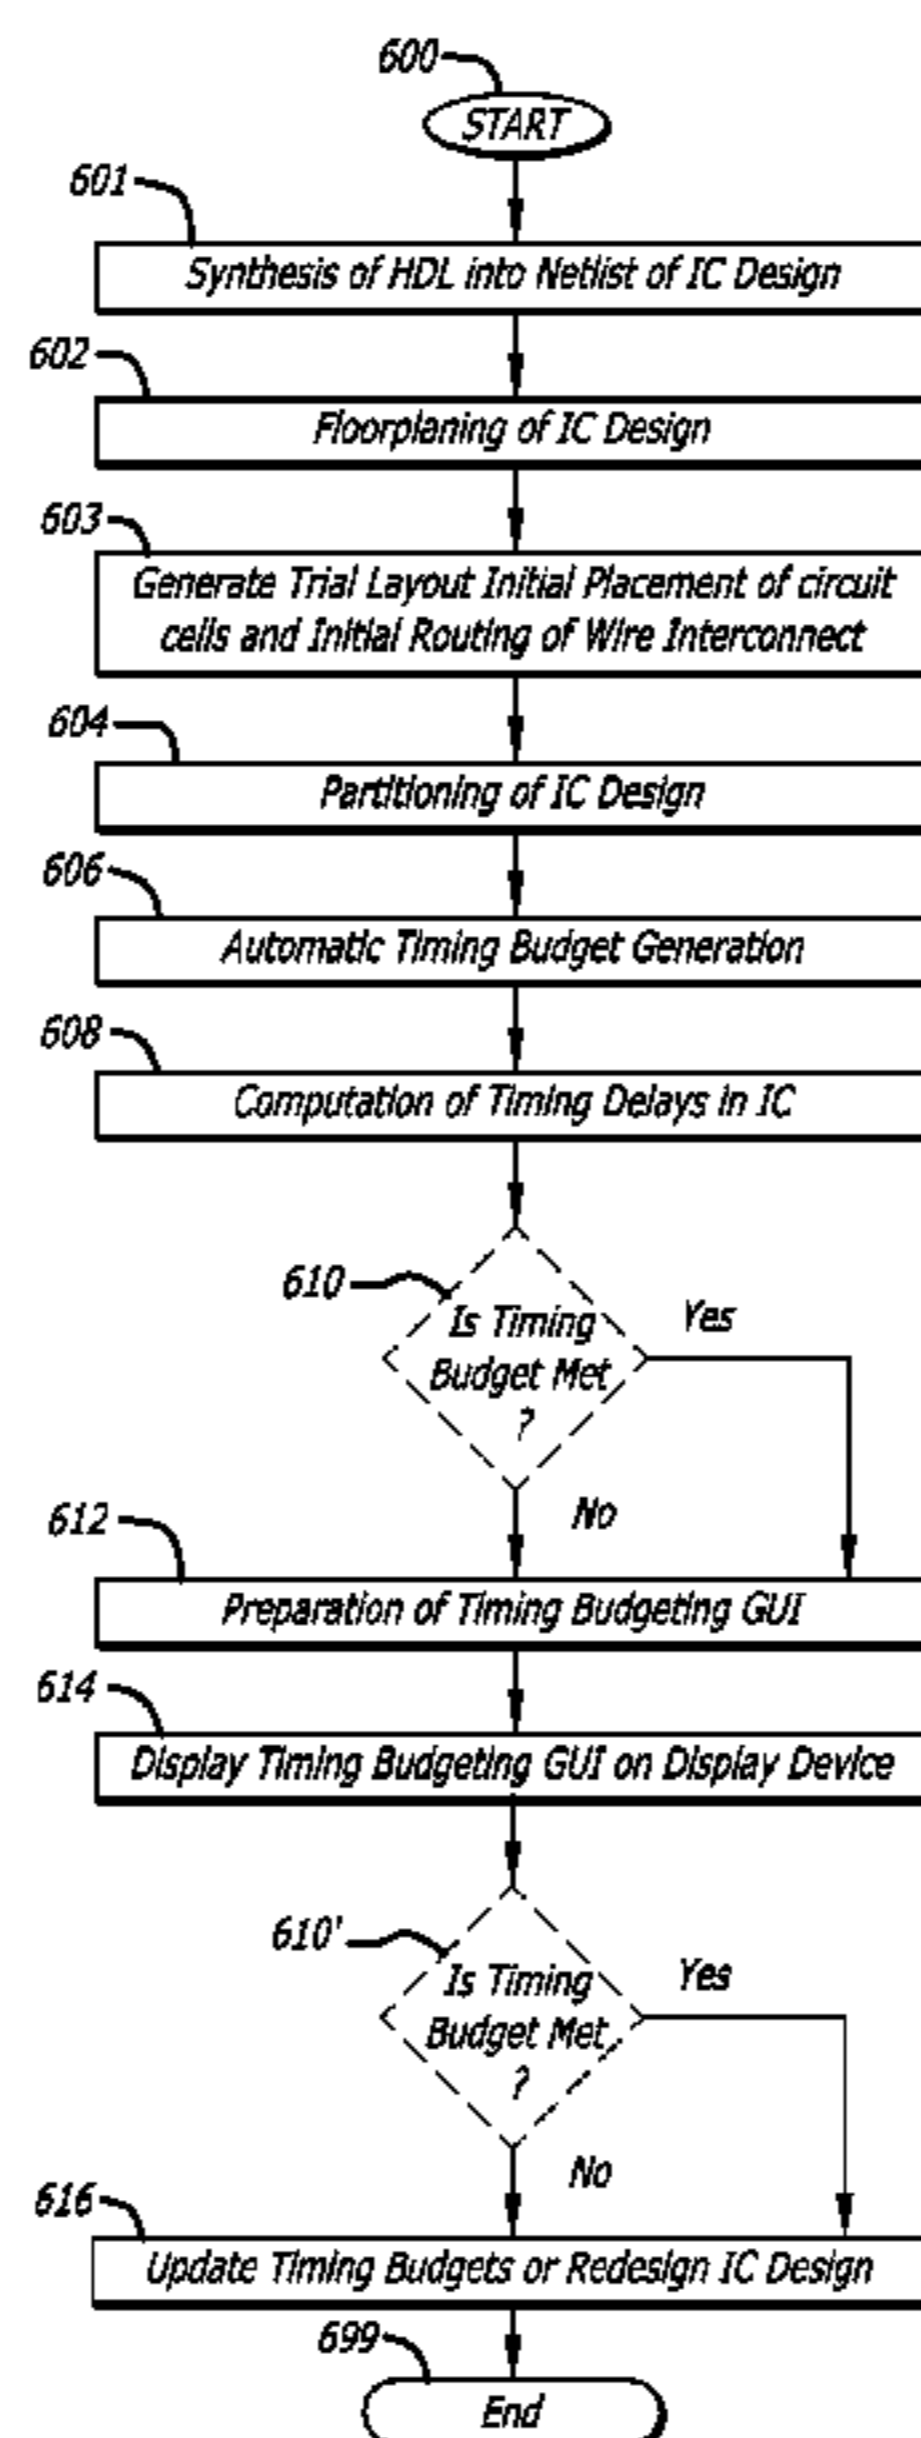 600
START
601
Synthesis of HDL into Netlist of IC Design
602
Floorplaning of IC Design
603
Generate Trial Layout Initial Placement of circuit
cells and Initial Routing of Wire Interconnect
604
Partitioning of IC Design
606
Automatic Timing Budget Generation
608
Computation of Timing Delays in IC
610
Is Timing
Budget Met
?
Yes
No
612
Preparation of Timing Budgeting GUI
614
Display Timing Budgeting GUI on Display Device
610'
Is Timing
Budget Met
?
Yes
No
616
Update Timing Budgets or Redesign IC Design
699
End